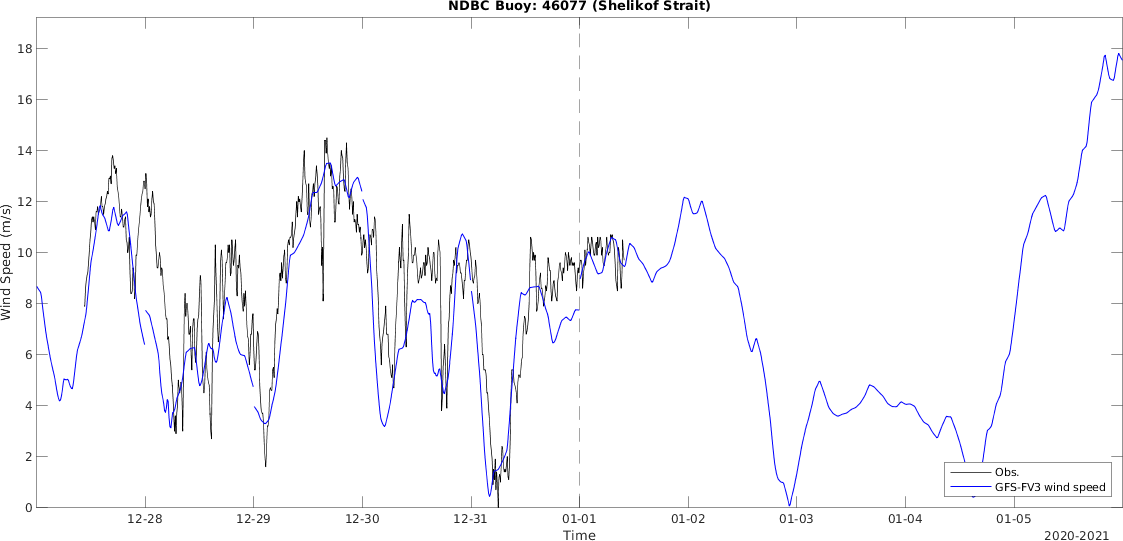 NDBC Buoy: 46077 (Shelikof Strait)
18
16
14
12
10
8
6
4
2
0
Wind Speed (m/s)
Obs.
GFS-FV3 wind speed
12-28 12-29 12-30 12-31 01-01 01-02 01-03 01-04 01-05
Time
2020-2021